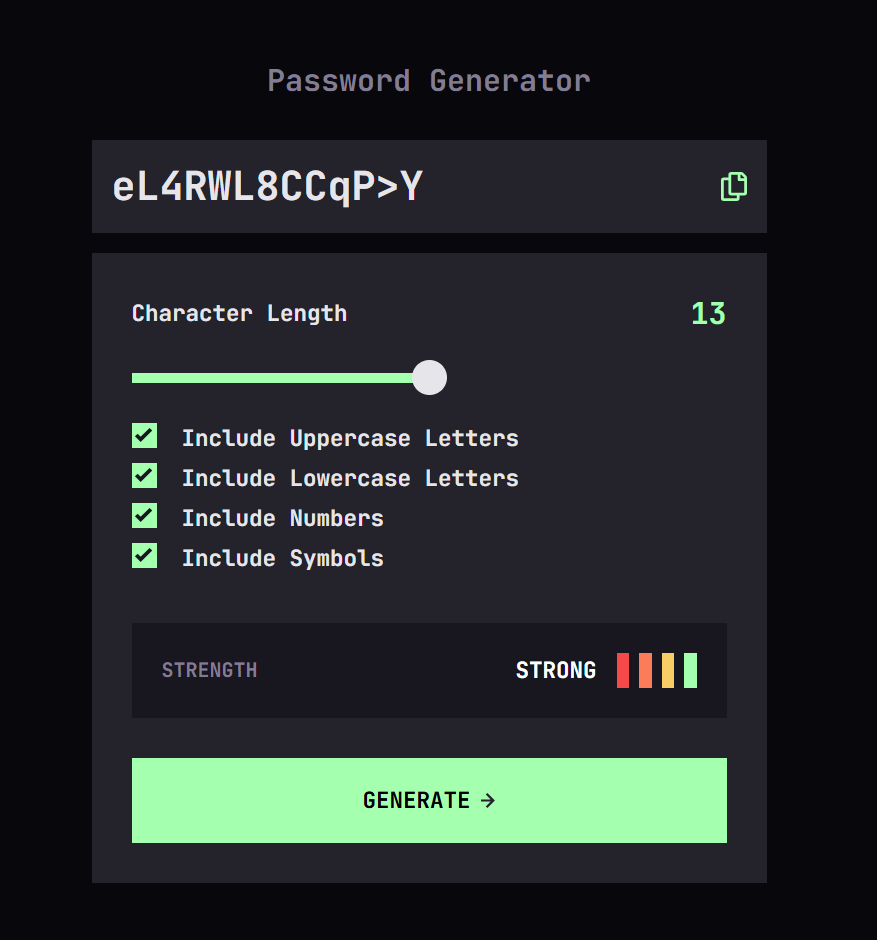 Password Generator
eL4RWL8CCqP>Y
Character Length 13
Include Uppercase Letters
Include Lowercase Letters
Include Numbers
Include Symbols
STRENGTH STRONG
GENERATE →